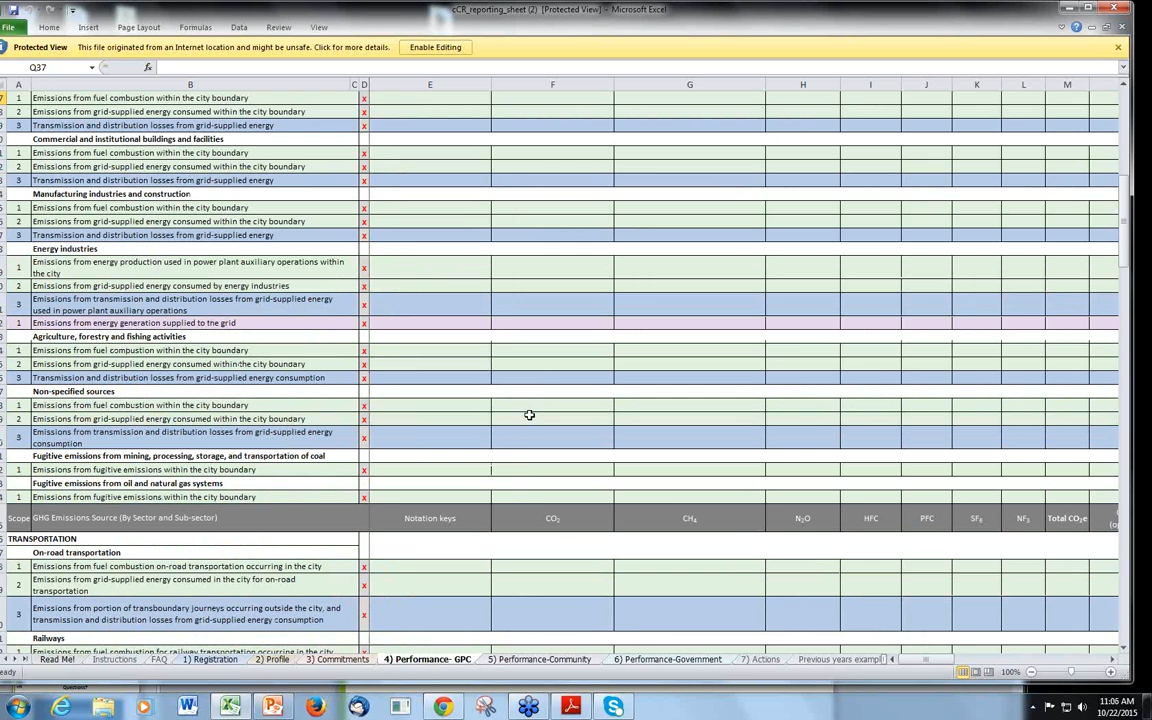 cCR_reporting_sheet (2) [Protected View] - Microsoft Excel
File Home Insert Page Layout Formulas Data Review View
Protected View This file originated from an Internet location and might be unsafe. Click for more details. Enable Editing
Q37 fx
A B C D E F G H I J K L M
1 Emissions from fuel combustion within the city boundary x
2 Emissions from grid-supplied energy consumed within the city boundary x
3 Transmission and distribution losses from grid-supplied energy x
Commercial and institutional buildings and facilities
1 Emissions from fuel combustion within the city boundary x
2 Emissions from grid-supplied energy consumed within the city boundary x
3 Transmission and distribution losses from grid-supplied energy x
Manufacturing industries and construction
1 Emissions from fuel combustion within the city boundary x
2 Emissions from grid-supplied energy consumed within the city boundary x
3 Transmission and distribution losses from grid-supplied energy x
Energy industries
1 Emissions from energy production used in power plant auxiliary operations within x
the city
2 Emissions from grid-supplied energy consumed by energy industries x
3 Emissions from transmission and distribution losses from grid-supplied energy x
used in power plant auxiliary operations
1 Emissions from energy generation supplied to the grid x
Agriculture, forestry and fishing activities
1 Emissions from fuel combustion within the city boundary x
2 Emissions from grid-supplied energy consumed within the city boundary x
3 Transmission and distribution losses from grid-supplied energy consumption x
Non-specified sources
1 Emissions from fuel combustion within the city boundary x
2 Emissions from grid-supplied energy consumed within the city boundary x
3 Emissions from transmission and distribution losses from grid-supplied energy x
consumption
Fugitive emissions from mining, processing, storage, and transportation of coal
1 Emissions from fugitive emissions within the city boundary x
Fugitive emissions from oil and natural gas systems
1 Emissions from fugitive emissions within the city boundary x
Scope GHG Emissions Source (By Sector and Sub-sector) Notation keys CO₂ CH₄ N₂O HFC PFC SF₆ NF₃ Total CO₂e
TRANSPORTATION
On-road transportation
1 Emissions from fuel combustion on-road transportation occurring in the city x
2 Emissions from grid-supplied energy consumed in the city for on-road x
transportation
3 Emissions from portion of transboundary journeys occurring outside the city, and x
transmission and distribution losses from grid-supplied energy consumption
Railways
1 Emissions from fuel combustion for railway transportation occurring in the city
Read Me! Instructions FAQ 1) Registration 2) Profile 3) Commitments 4) Performance- GPC 5) Performance-Community 6) Performance-Government 7) Actions Previous years exampl
eady 100%
Questions?
11:06 AM
10/22/2015